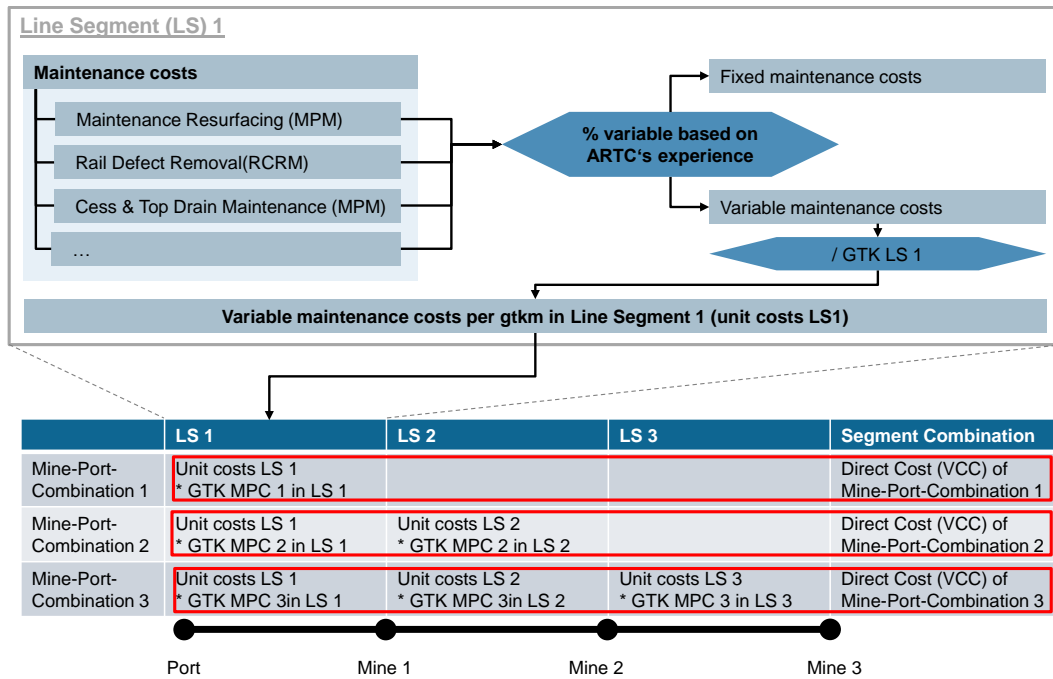 Line Segment (LS) 1
Maintenance costs
Maintenance Resurfacing (MPM)
Rail Defect Removal(RCRM)
Cess & Top Drain Maintenance (MPM)
…
% variable based on
ARTC‘s experience
Fixed maintenance costs
Variable maintenance costs
/ GTK LS 1
Variable maintenance costs per gtkm in Line Segment 1 (unit costs LS1)
LS 1 LS 2 LS 3 Segment Combination
Mine-Port-
Combination 1
Unit costs LS 1
* GTK MPC 1 in LS 1
Direct Cost (VCC) of
Mine-Port-Combination 1
Mine-Port-
Combination 2
Unit costs LS 1
* GTK MPC 2 in LS 1
Unit costs LS 2
* GTK MPC 2 in LS 2
Direct Cost (VCC) of
Mine-Port-Combination 2
Mine-Port-
Combination 3
Unit costs LS 1
* GTK MPC 3in LS 1
Unit costs LS 2
* GTK MPC 3in LS 2
Unit costs LS 3
* GTK MPC 3 in LS 3
Direct Cost (VCC) of
Mine-Port-Combination 3
Port Mine 1 Mine 2 Mine 3